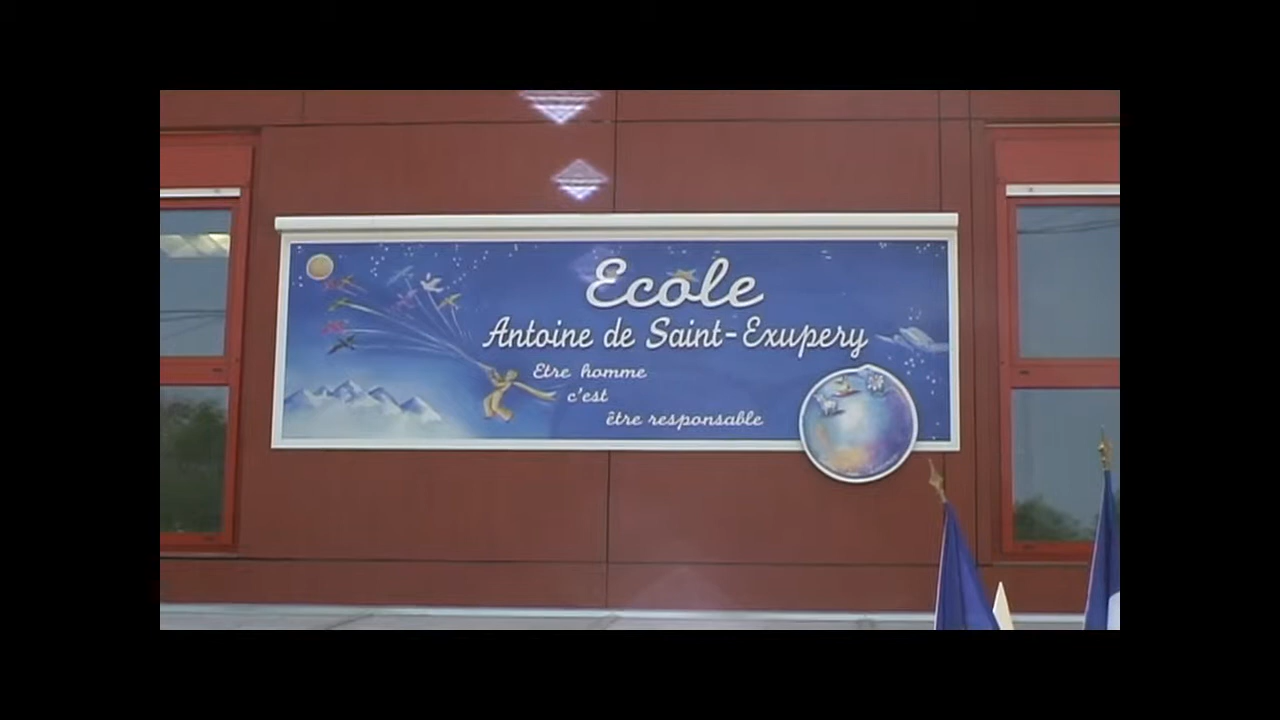 Ecole
Antoine de Saint-Exupery
Etre homme
c'est
être responsable